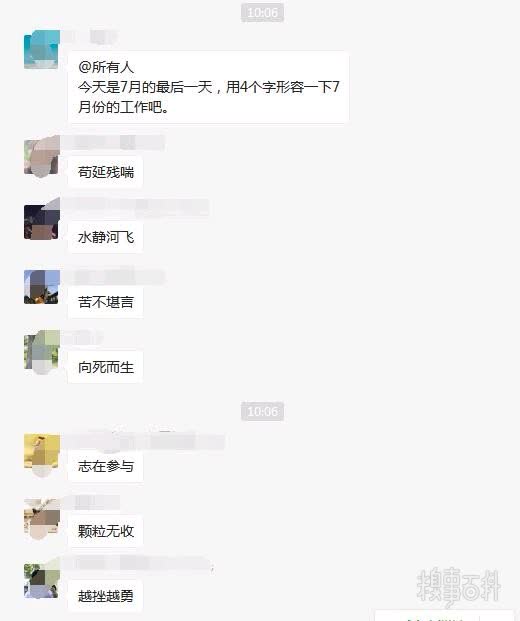 10:06
@所有人
今天是7月的最后一天，用4个字形容一下7
月份的工作吧。
苟延残喘
水静河飞
苦不堪言
向死而生
10:06
志在参与
颗粒无收
越挫越勇
糗事百科